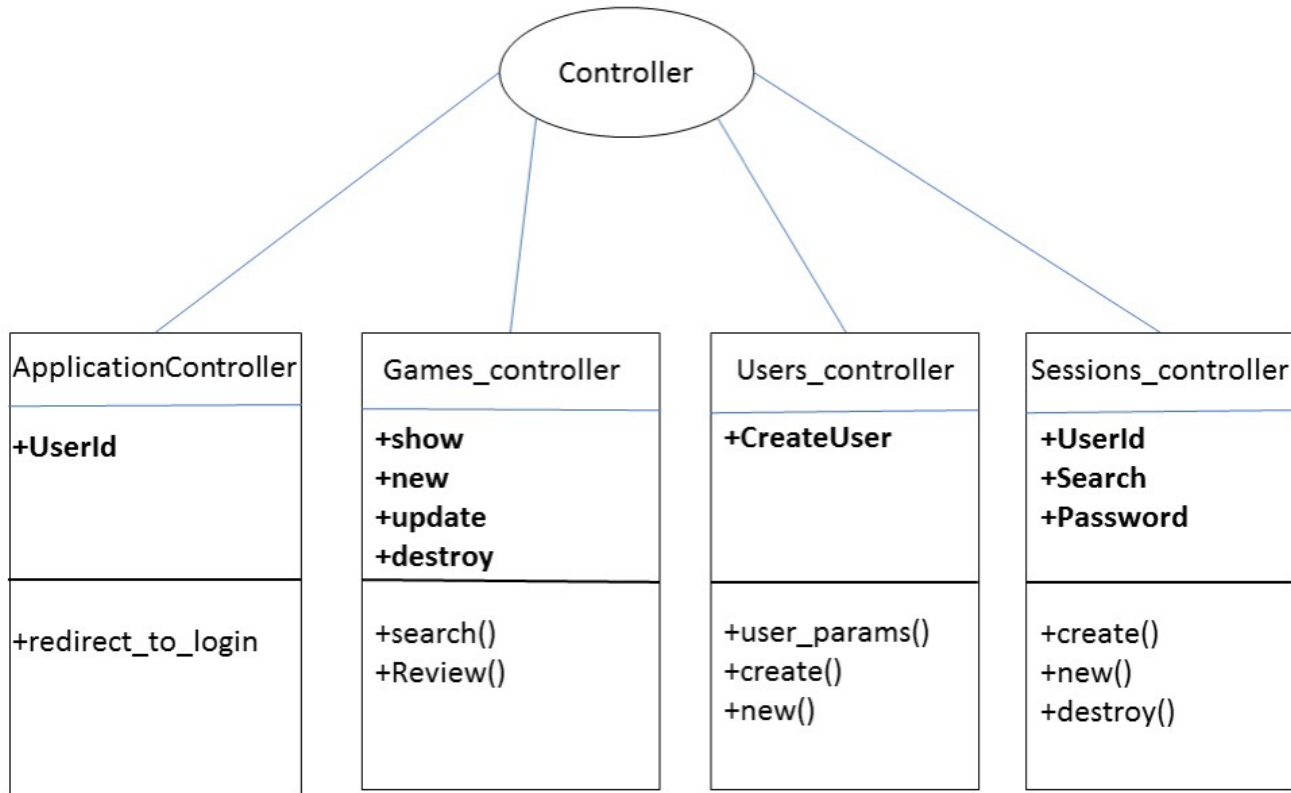 Controller
ApplicationController
+UserId
+redirect_to_login
Games_controller
+show
+new
+update
+destroy
+search()
+Review()
Users_controller
+CreateUser
+user_params()
+create()
+new()
Sessions_controller
+UserId
+Search
+Password
+create()
+new()
+destroy()